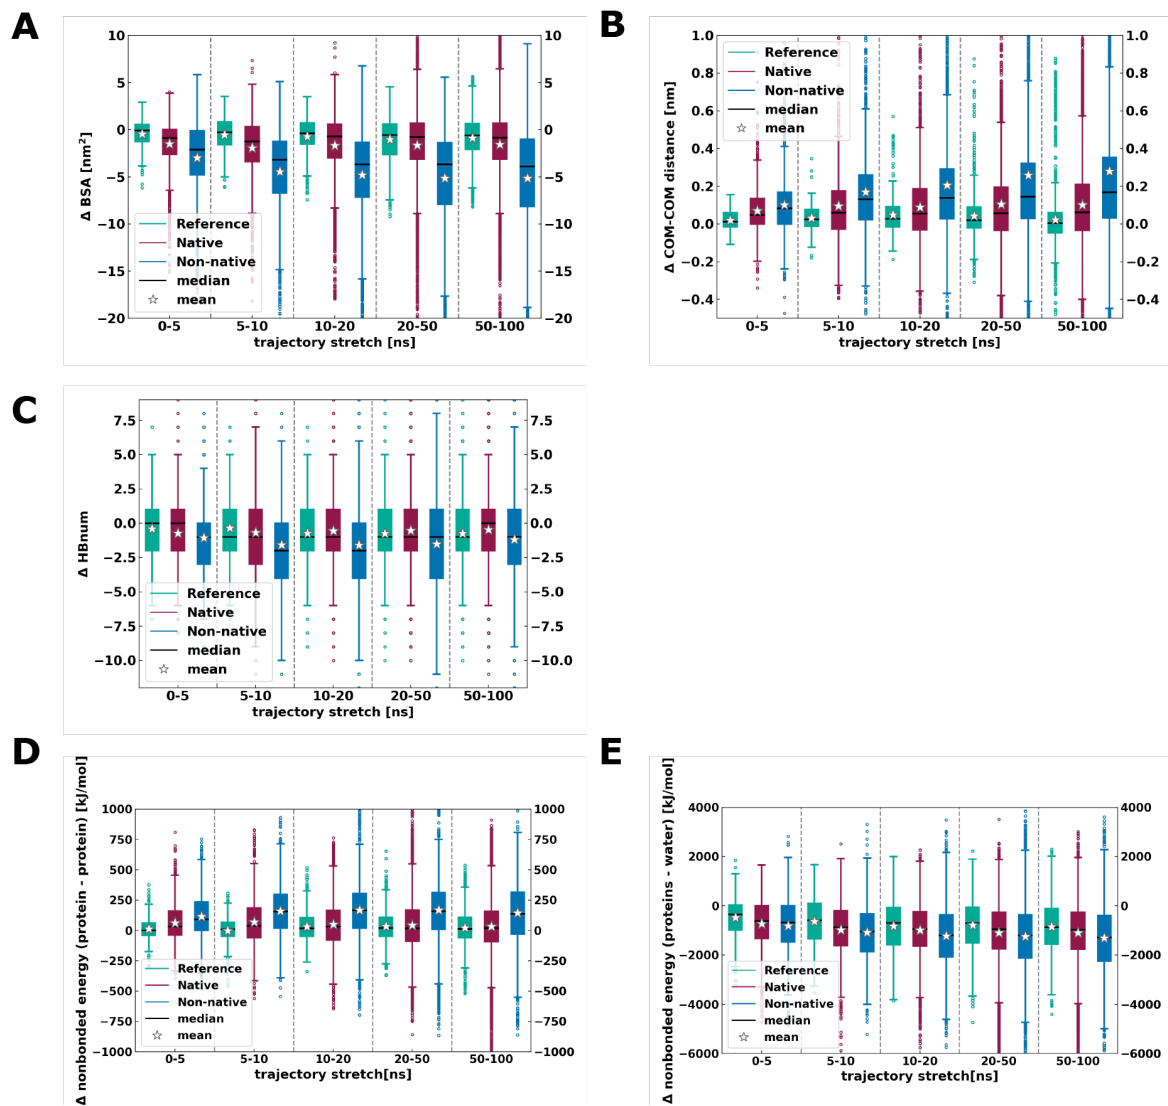 A
Δ BSA [nm²]
10
5
0
−5
−10
−15
−20
10
5
0
−5
−10
−15
−20
Reference
Native
Non-native
median
mean
0-5
5-10
10-20
20-50
50-100
trajectory stretch [ns]
B
Δ COM-COM distance [nm]
1.0
0.8
0.6
0.4
0.2
0.0
−0.2
−0.4
1.0
0.8
0.6
0.4
0.2
0.0
−0.2
−0.4
Reference
Native
Non-native
median
mean
0-5
5-10
10-20
20-50
50-100
trajectory stretch [ns]
C
Δ HBnum
7.5
5.0
2.5
0.0
−2.5
−5.0
−7.5
−10.0
7.5
5.0
2.5
0.0
−2.5
−5.0
−7.5
−10.0
Reference
Native
Non-native
median
mean
0-5
5-10
10-20
20-50
50-100
trajectory stretch [ns]
D
Δ nonbonded energy (protein - protein) [kJ/mol]
1000
750
500
250
0
−250
−500
−750
−1000
1000
750
500
250
0
−250
−500
−750
−1000
Reference
Native
Non-native
median
mean
0-5
5-10
10-20
20-50
50-100
trajectory stretch[ns]
E
Δ nonbonded energy (proteins - water) [kJ/mol]
4000
2000
0
−2000
−4000
−6000
4000
2000
0
−2000
−4000
−6000
Reference
Native
Non-native
median
mean
0-5
5-10
10-20
20-50
50-100
trajectory stretch [ns]